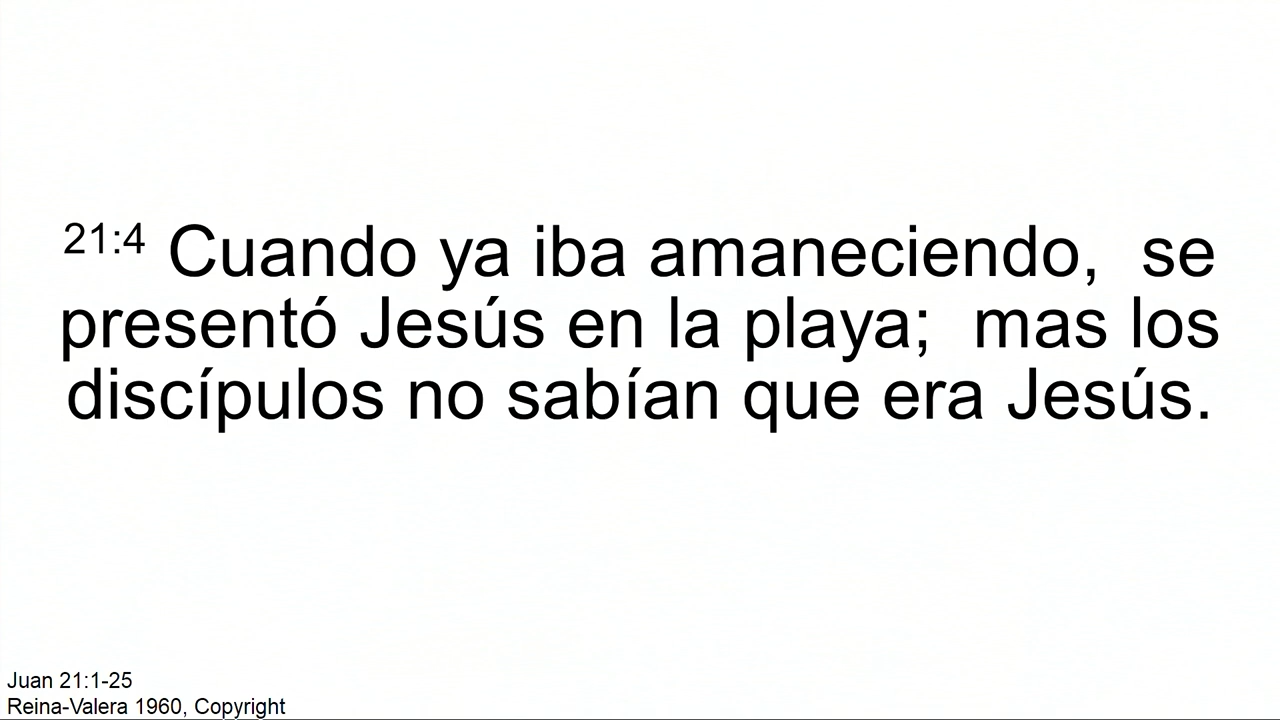 21:4 Cuando ya iba amaneciendo,  se
presentó Jesús en la playa;  mas los
discípulos no sabían que era Jesús.
Juan 21:1-25
Reina-Valera 1960, Copyright